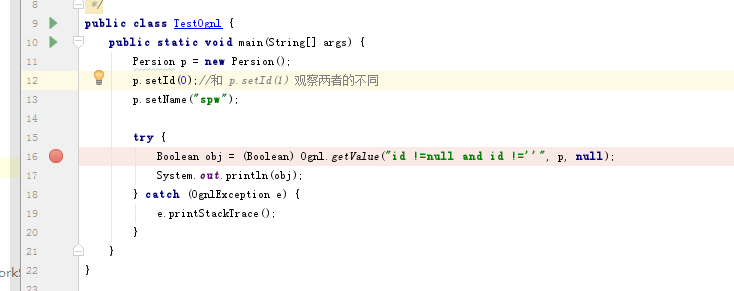 8 */
9 public class TestOgnl {
10 public static void main(String[] args) {
11 Persion p = new Persion();
12 p.setId(0);//和 p.setId(1) 观察两者的不同
13 p.setName("spw");
14
15 try {
16 Boolean obj = (Boolean) Ognl.getValue("id !=null and id !=''", p, null);
17 System.out.println(obj);
18 } catch (OgnlException e) {
19 e.printStackTrace();
20 }
21 }
22 }
23